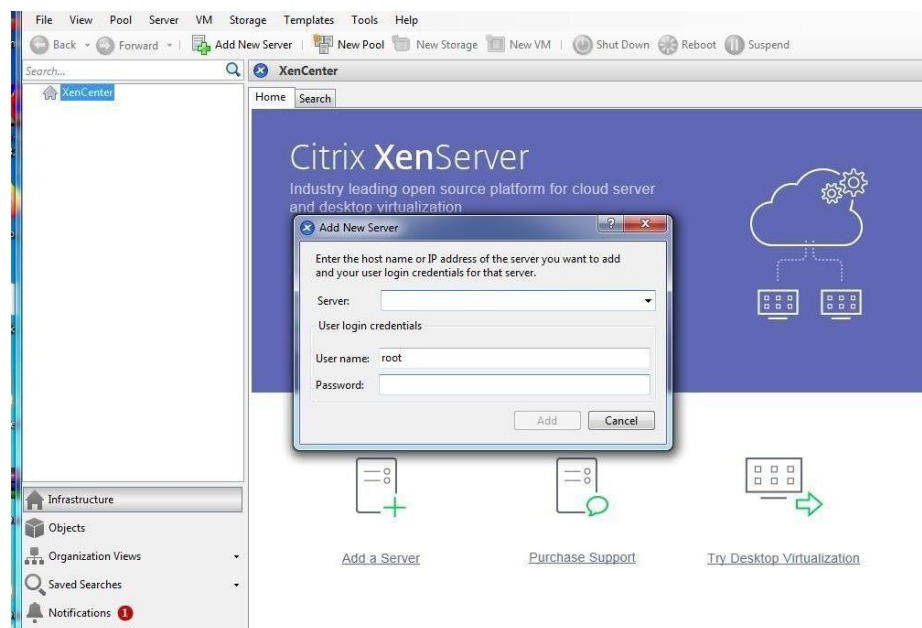 File View Pool Server VM Storage Templates Tools Help
Back Forward Add New Server New Pool New Storage New VM Shut Down Reboot Suspend
Search...
XenCenter
XenCenter
Home Search
Citrix XenServer
Industry leading open source platform for cloud server
and desktop virtualization
Add New Server
Enter the host name or IP address of the server you want to add
and your user login credentials for that server.
Server:
User login credentials
User name: root
Password:
Add Cancel
Infrastructure
Objects
Organization Views
Saved Searches
Notifications 1
Add a Server Purchase Support Try Desktop Virtualization